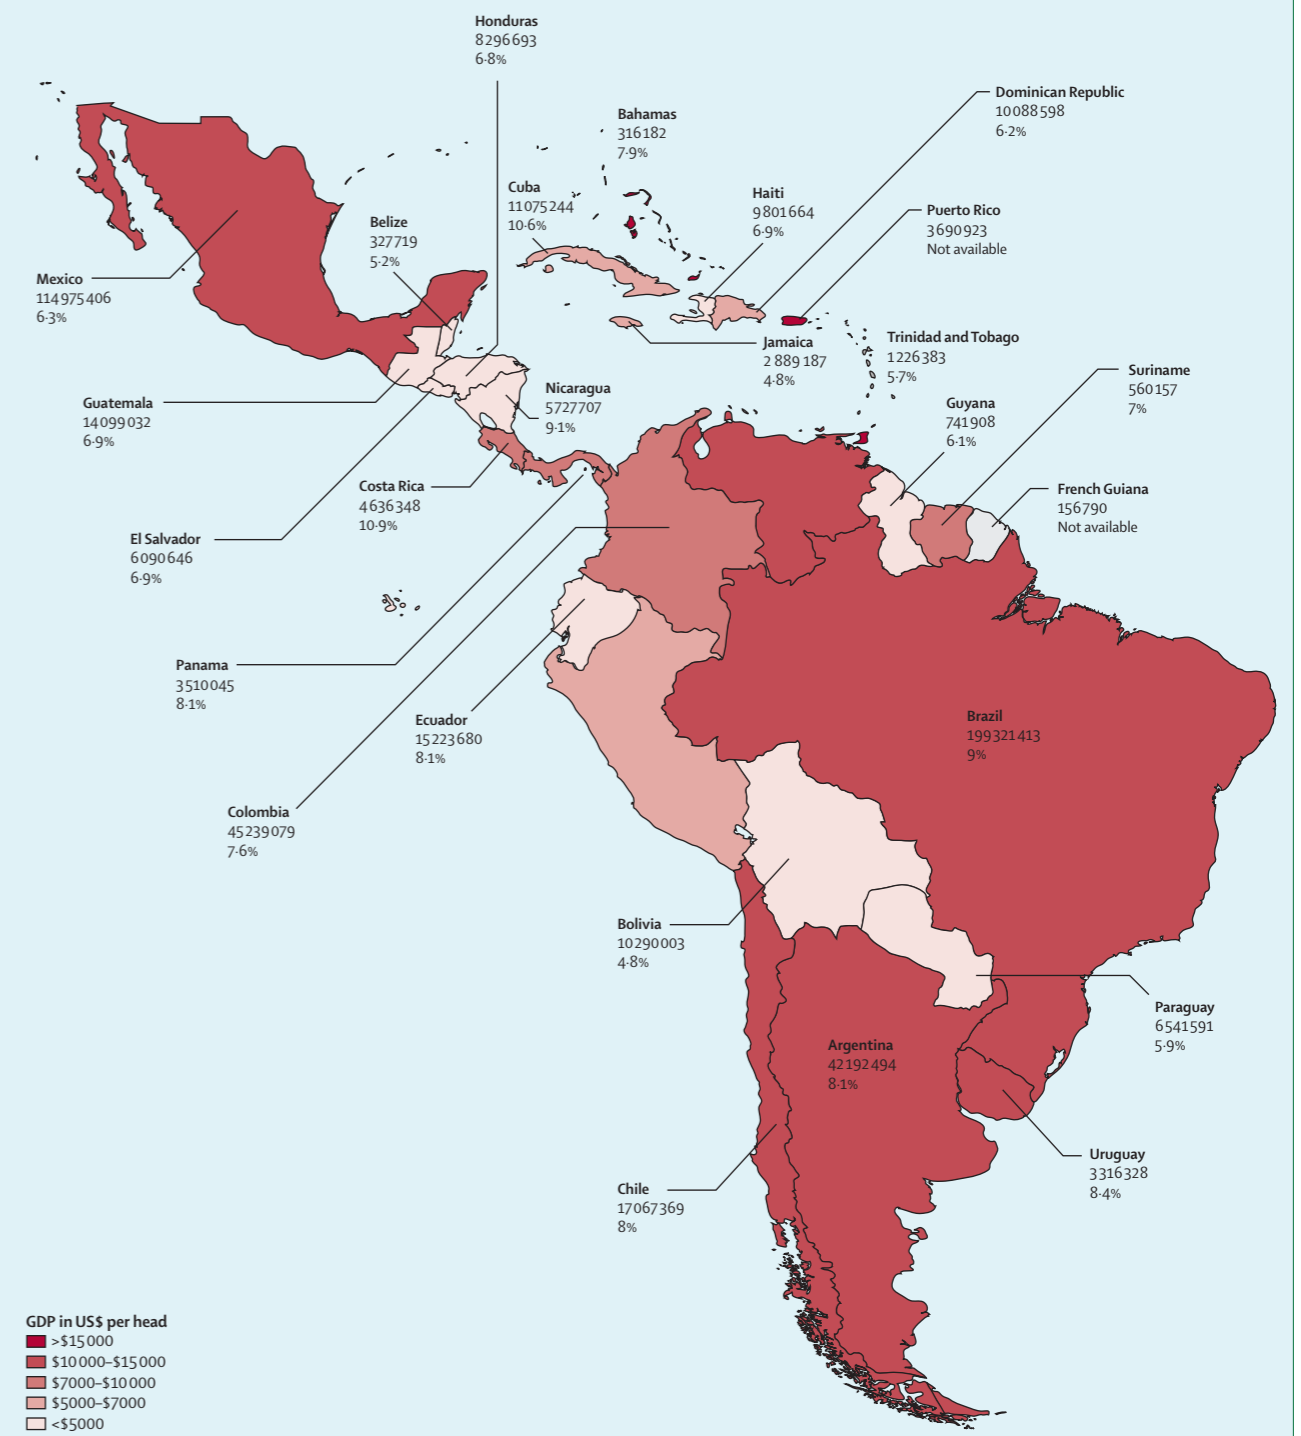 Honduras
8296693
6·8%
Dominican Republic
10088598
6·2%
Bahamas
316182
7·9%
Cuba
11075244
10·6%
Haiti
9801664
6·9%
Puerto Rico
3690923
Not available
Belize
327719
5·2%
Mexico
114975406
6·3%
Jamaica
2889187
4·8%
Trinidad and Tobago
1226383
5·7%
Suriname
560157
7%
Guatemala
14099032
6·9%
Nicaragua
5727707
9·1%
Guyana
741908
6·1%
Costa Rica
4636348
10·9%
French Guiana
156790
Not available
El Salvador
6090646
6·9%
Panama
3510045
8·1%
Ecuador
15223680
8·1%
Brazil
199321413
9%
Colombia
45239079
7·6%
Bolivia
10290003
4·8%
Paraguay
6541591
5·9%
Argentina
42192494
8·1%
Uruguay
3316328
8·4%
Chile
17067369
8%
GDP in US$ per head
>$15000
$10000–$15000
$7000–$10000
$5000–$7000
<$5000